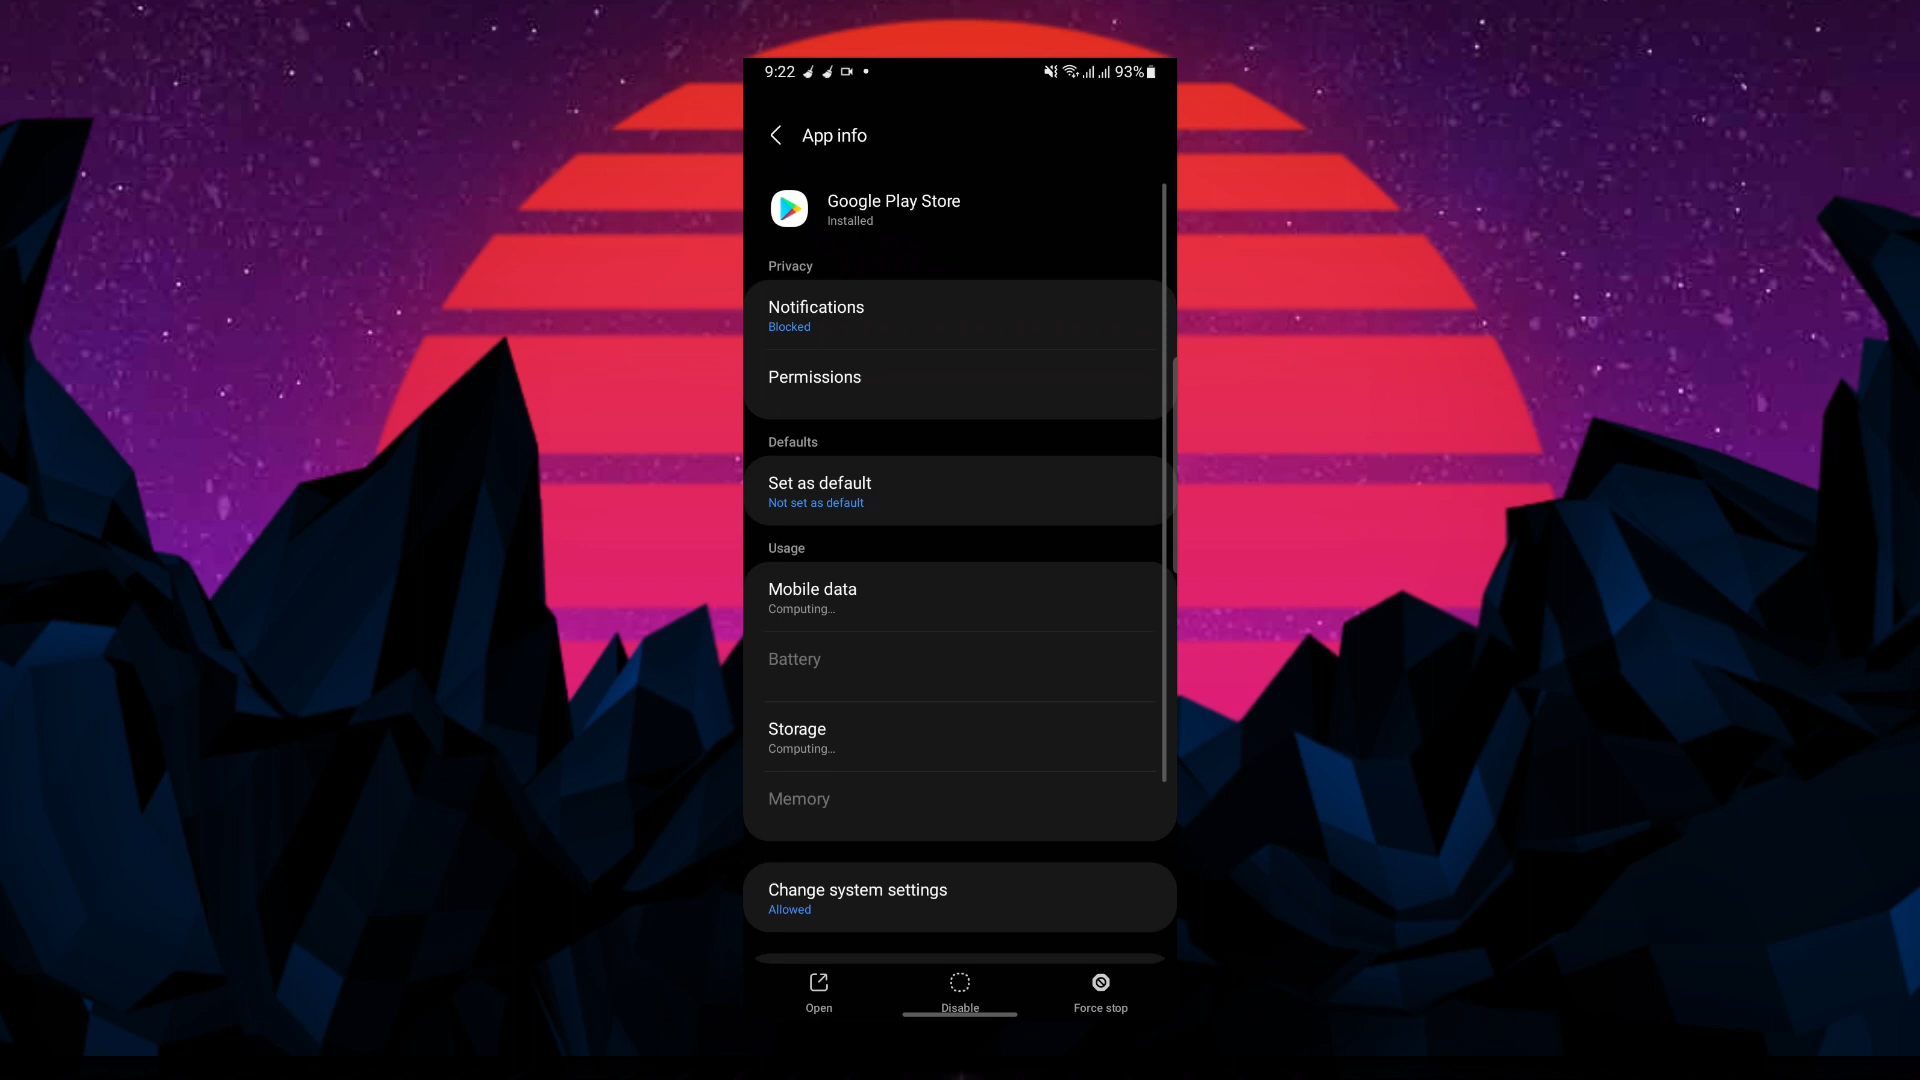 9:22 93%
App info
Google Play Store
Installed
Privacy
Notifications
Blocked
Permissions
Defaults
Set as default
Not set as default
Usage
Mobile data
Computing...
Battery
Storage
Computing...
Memory
Change system settings
Allowed
Open Disable Force stop